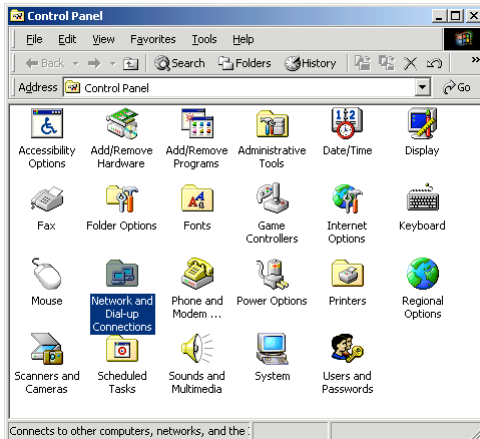 Control Panel
File Edit View Favorites Tools Help
Back Search Folders History »
Address Control Panel Go
Accessibility Options
Add/Remove Hardware
Add/Remove Programs
Administrative Tools
Date/Time
Display
Fax
Folder Options
Fonts
Game Controllers
Internet Options
Keyboard
Mouse
Network and Dial-up Connections
Phone and Modem ...
Power Options
Printers
Regional Options
Scanners and Cameras
Scheduled Tasks
Sounds and Multimedia
System
Users and Passwords
Connects to other computers, networks, and the